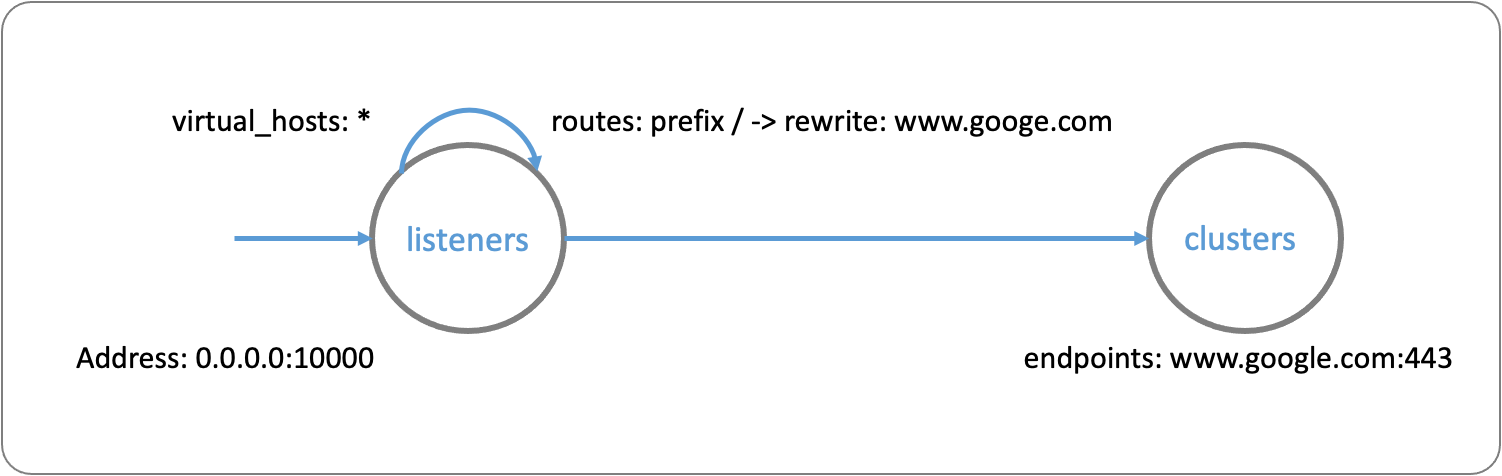 virtual_hosts: *
routes: prefix / -> rewrite: www.googe.com
listeners
clusters
Address: 0.0.0.0:10000
endpoints: www.google.com:443